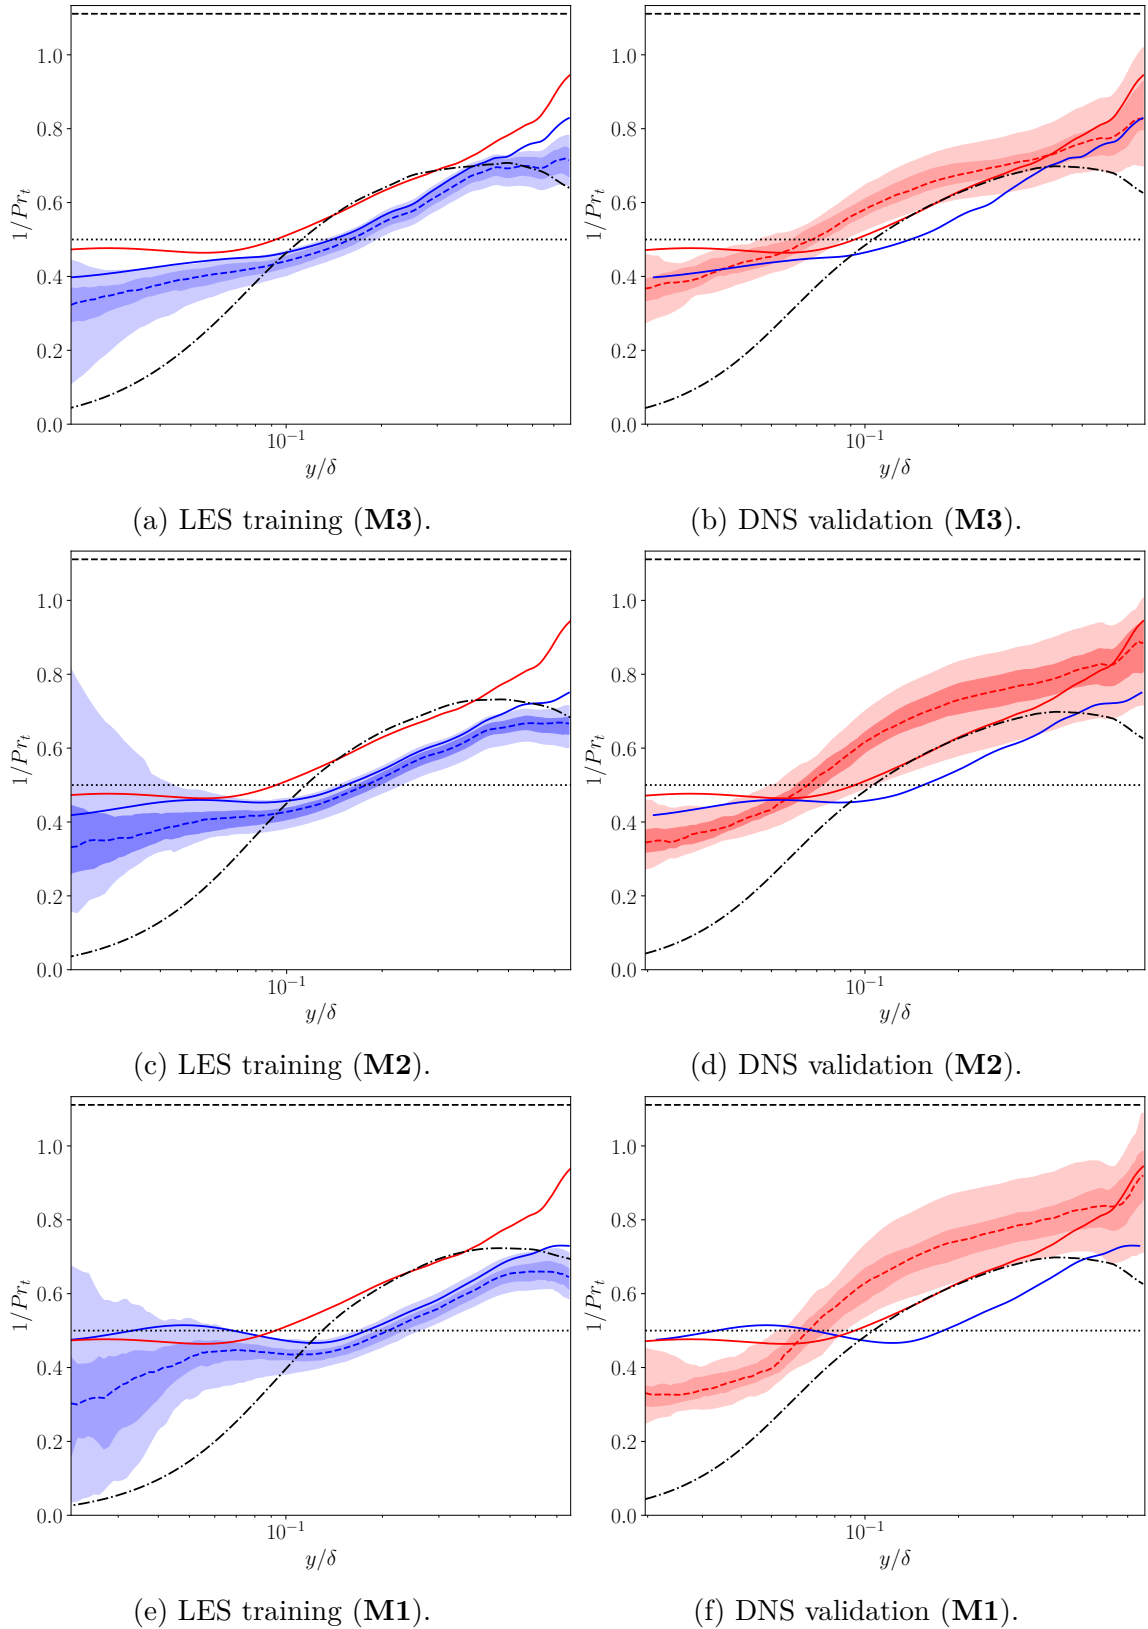 1.0
0.8
0.6
0.4
0.2
0.0
1/Pr_t
10⁻¹
y/δ
(a) LES training (M3).
1.0
0.8
0.6
0.4
0.2
0.0
1/Pr_t
10⁻¹
y/δ
(b) DNS validation (M3).
1.0
0.8
0.6
0.4
0.2
0.0
1/Pr_t
10⁻¹
y/δ
(c) LES training (M2).
1.0
0.8
0.6
0.4
0.2
0.0
1/Pr_t
10⁻¹
y/δ
(d) DNS validation (M2).
1.0
0.8
0.6
0.4
0.2
0.0
1/Pr_t
10⁻¹
y/δ
(e) LES training (M1).
1.0
0.8
0.6
0.4
0.2
0.0
1/Pr_t
10⁻¹
y/δ
(f) DNS validation (M1).